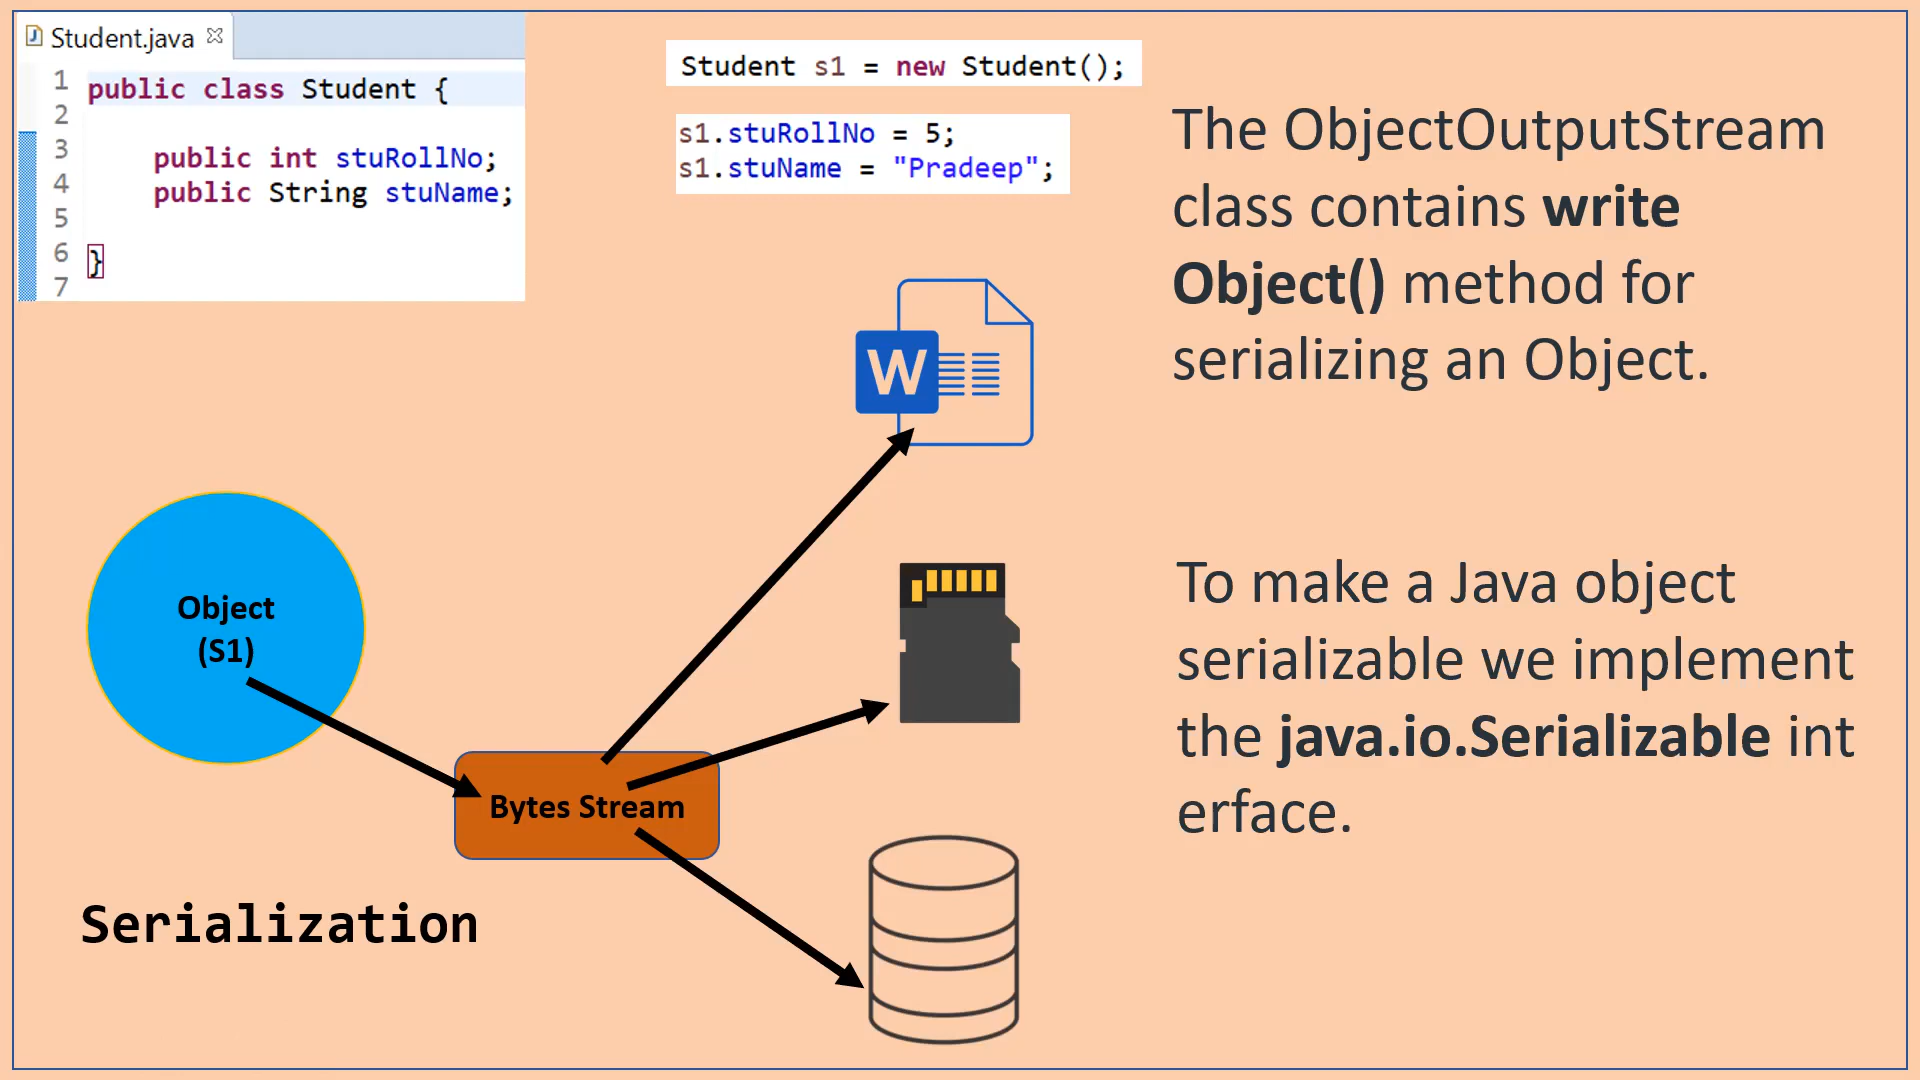 Student.java
1 public class Student {
2
3 public int stuRollNo;
4 public String stuName;
5
6 }
7
Student s1 = new Student();
s1.stuRollNo = 5;
s1.stuName = "Pradeep";
The ObjectOutputStream
class contains write
Object() method for
serializing an Object.
W
Object
(S1)
Bytes Stream
To make a Java object
serializable we implement
the java.io.Serializable int
erface.
Serialization